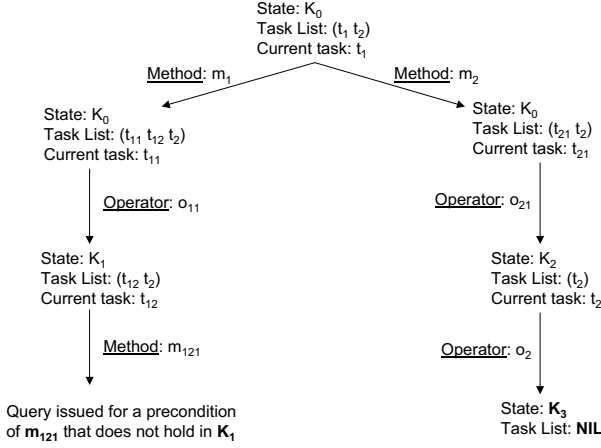 State: K₀
Task List: (t₁ t₂)
Current task: t₁
Method: m₁
Method: m₂
State: K₀
Task List: (t₁₁ t₁₂ t₂)
Current task: t₁₁
State: K₀
Task List: (t₂₁ t₂)
Current task: t₂₁
Operator: o₁₁
Operator: o₂₁
State: K₁
Task List: (t₁₂ t₂)
Current task: t₁₂
State: K₂
Task List: (t₂)
Current task: t₂
Method: m₁₂₁
Operator: o₂
Query issued for a precondition
of m₁₂₁ that does not hold in K₁
State: K₃
Task List: NIL